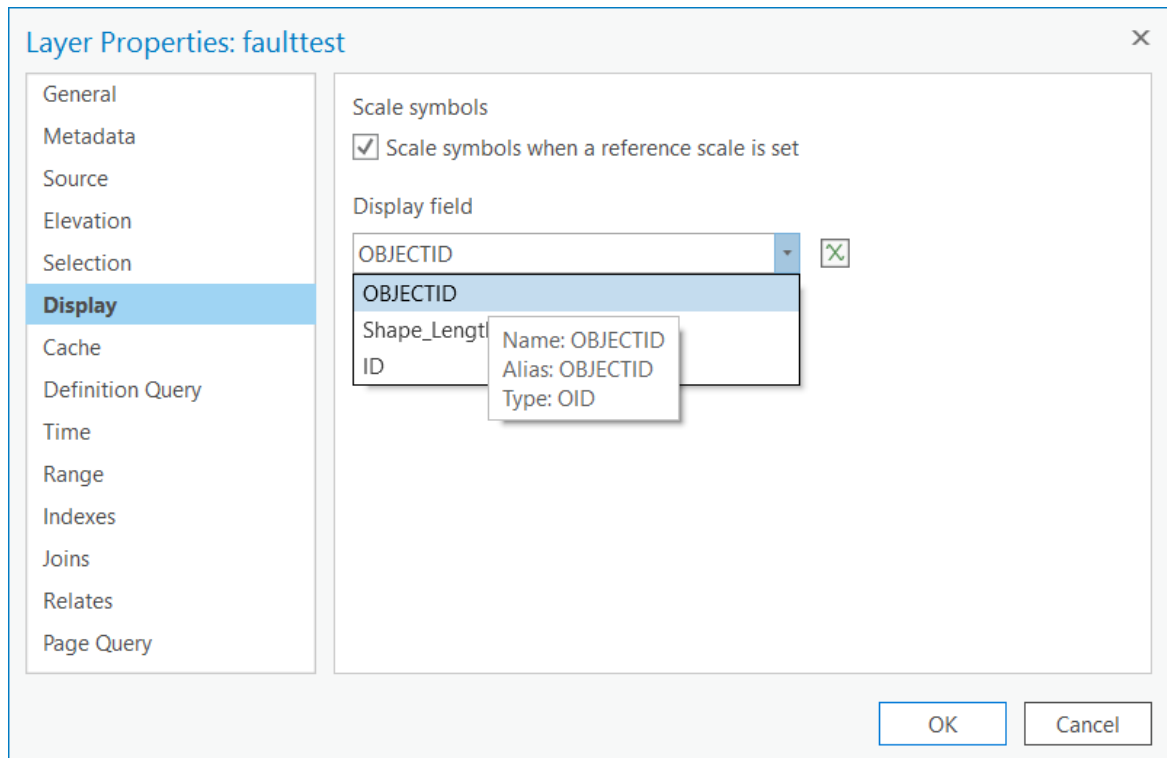 Layer Properties: faulttest
General
Metadata
Source
Elevation
Selection
Display
Cache
Definition Query
Time
Range
Indexes
Joins
Relates
Page Query
Scale symbols
Scale symbols when a reference scale is set
Display field
OBJECTID
OBJECTID
Shape_Lengt
ID
Name: OBJECTID
Alias: OBJECTID
Type: OID
OK
Cancel